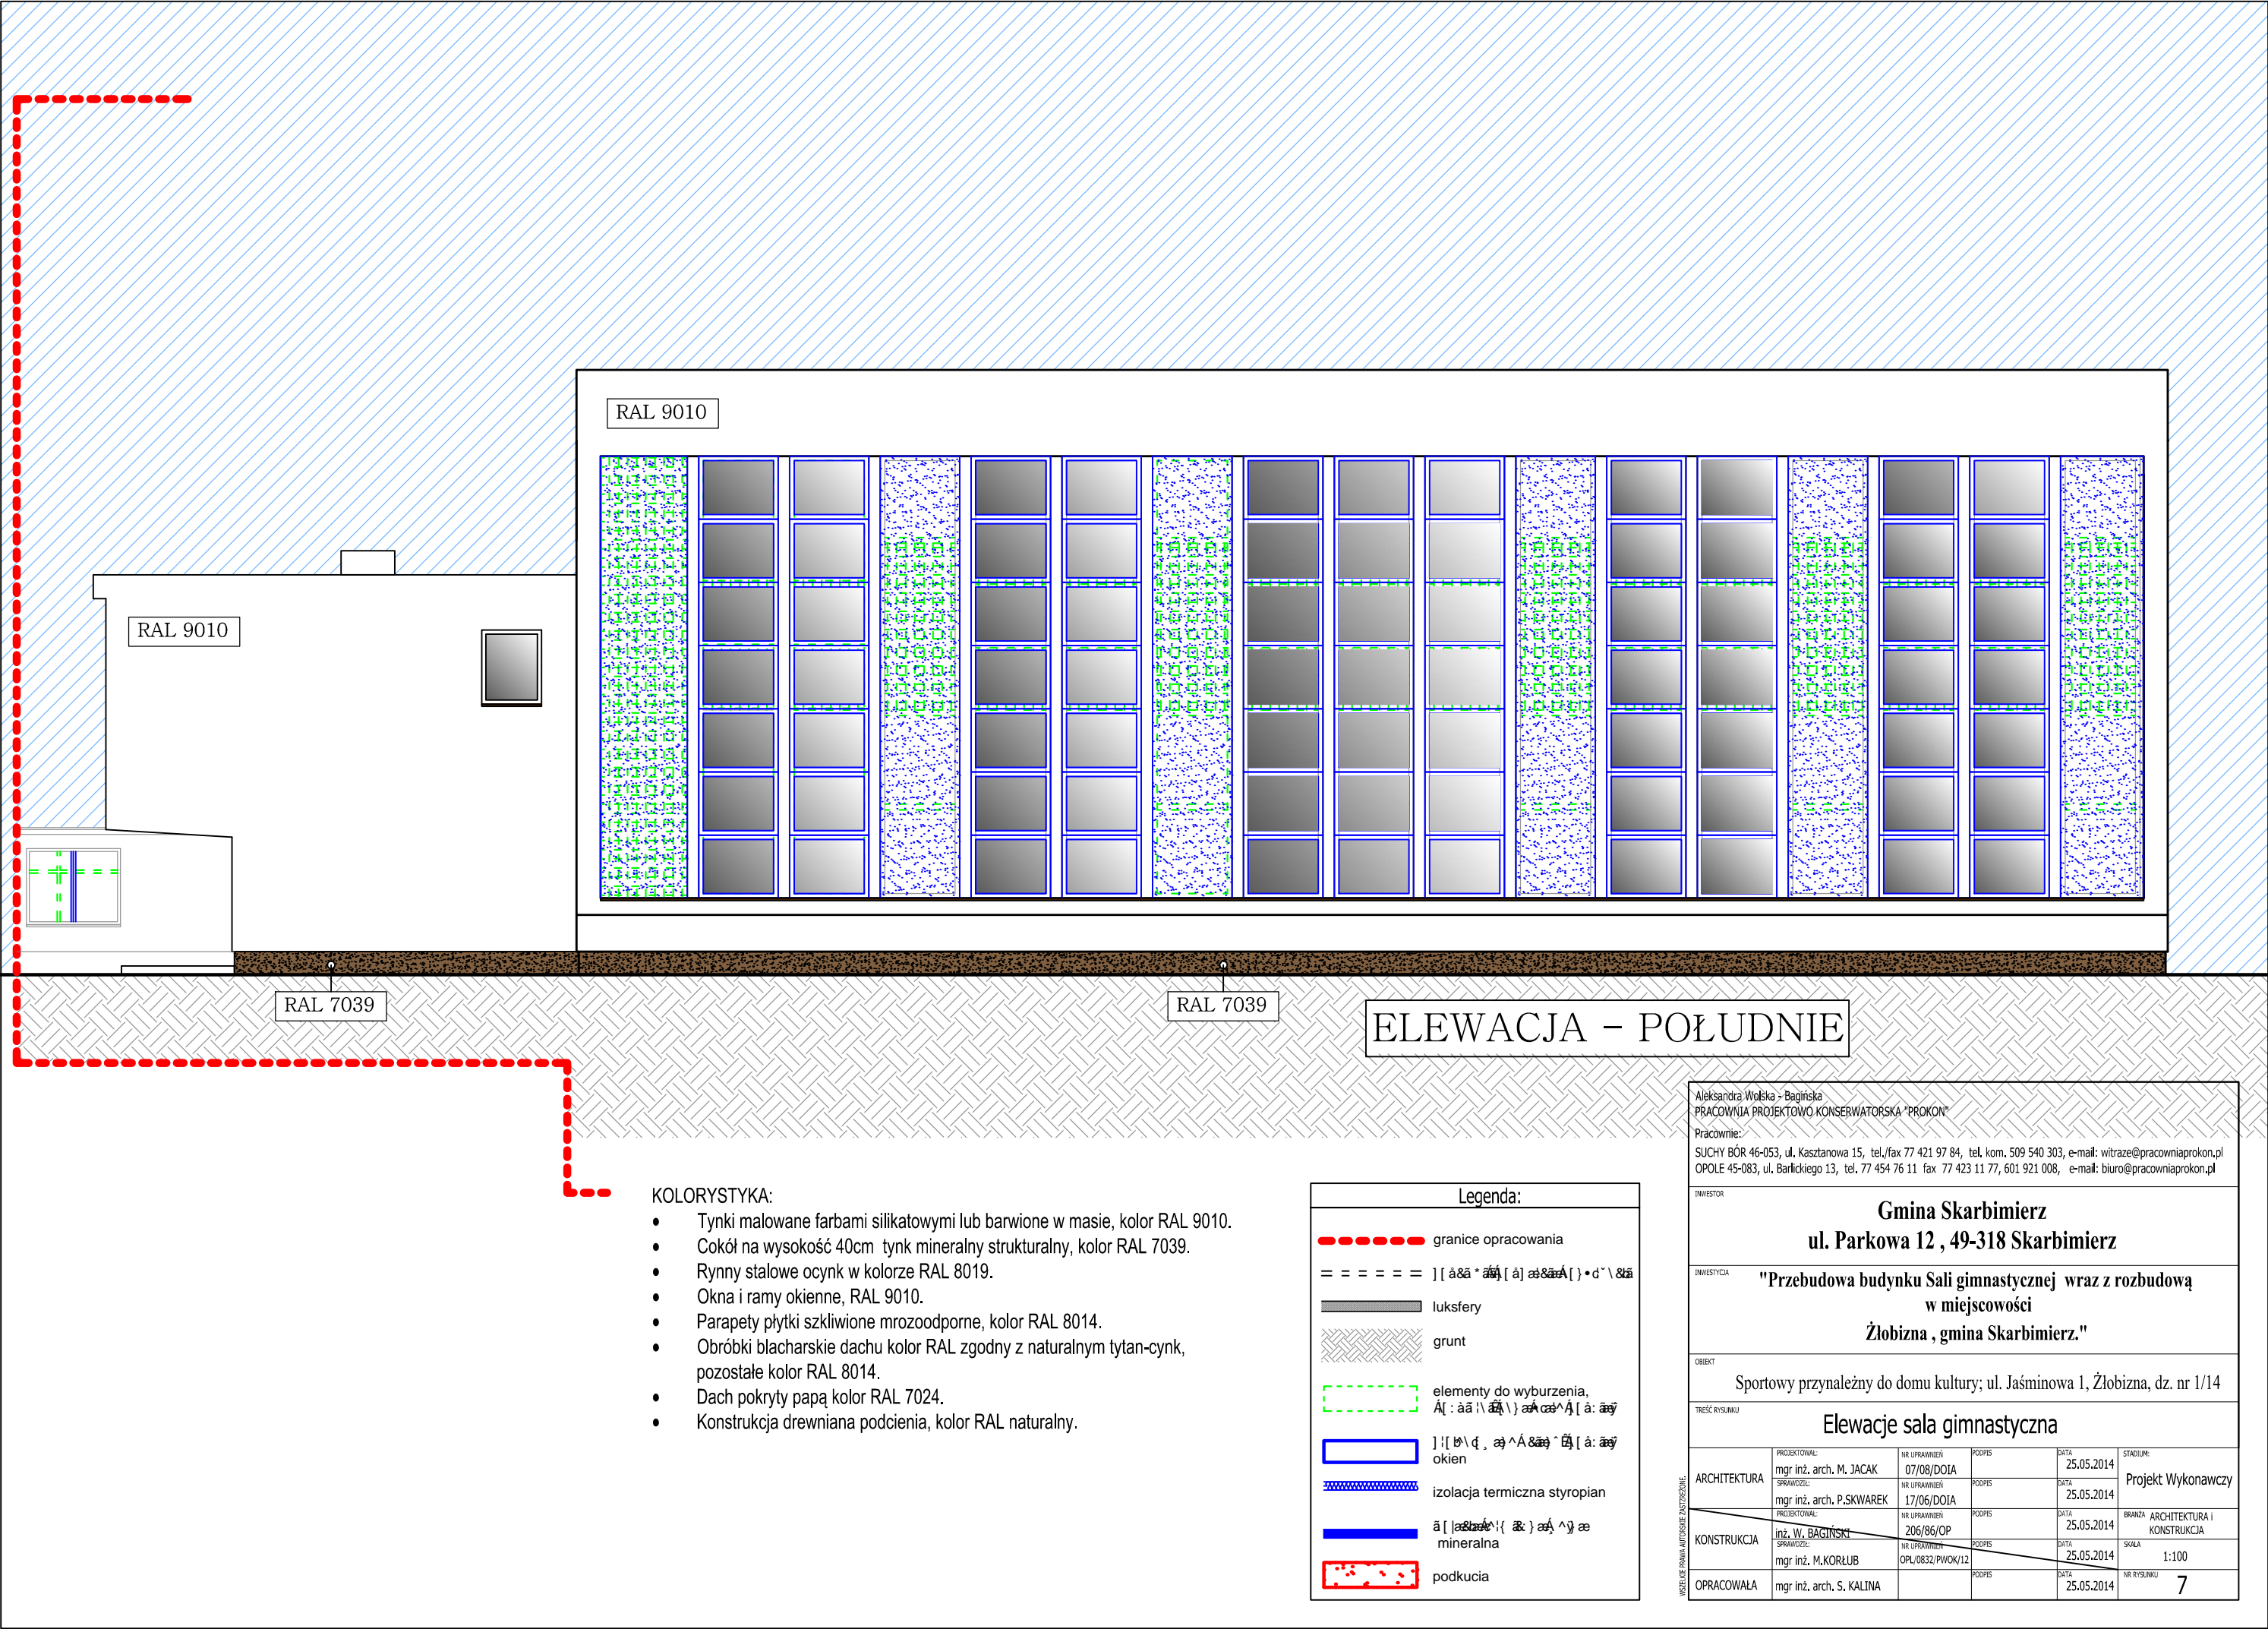 RAL 9010
RAL 9010
RAL 7039
RAL 7039
ELEWACJA - POŁUDNIE
KOLORYSTYKA:
• Tynki malowane farbami silikatowymi lub barwione w masie, kolor RAL 9010.
• Cokół na wysokość 40cm tynk mineralny strukturalny, kolor RAL 7039.
• Rynny stalowe ocynk w kolorze RAL 8019.
• Okna i ramy okienne, RAL 9010.
• Parapety płytki szkliwione mrozoodporne, kolor RAL 8014.
• Obróbki blacharskie dachu kolor RAL zgodny z naturalnym tytan-cynk,
pozostałe kolor RAL 8014.
• Dach pokryty papą kolor RAL 7024.
• Konstrukcja drewniana podcienia, kolor RAL naturalny.
Legenda:
granice opracowania
luksfery
grunt
elementy do wyburzenia,
okien
izolacja termiczna styropian
mineralna
podkucia
Aleksandra Wolska - Bagińska
PRACOWNIA PROJEKTOWO KONSERWATORSKA "PROKON"
Pracownie:
SUCHY BÓR 46-053, ul. Kasztanowa 15, tel./fax 77 421 97 84, tel. kom. 509 540 303, e-mail: witraze@pracowniaprokon.pl
OPOLE 45-083, ul. Barlickiego 13, tel. 77 454 76 11 fax 77 423 11 77, 601 921 008, e-mail: biuro@pracowniaprokon.pl
INWESTOR
Gmina Skarbimierz
ul. Parkowa 12 , 49-318 Skarbimierz
INWESTYCJA
"Przebudowa budynku Sali gimnastycznej wraz z rozbudową
w miejscowości
Żłobizna , gmina Skarbimierz."
OBIEKT
Sportowy przynależny do domu kultury; ul. Jaśminowa 1, Żłobizna, dz. nr 1/14
TREŚĆ RYSUNKU
Elewacje sala gimnastyczna
ARCHITEKTURA
PROJEKTOWAŁ: NR UPRAWNIEŃ PODPIS DATA STADIUM:
mgr inż. arch. M. JACAK 07/08/DOIA 25.05.2014 Projekt Wykonawczy
SPRAWDZIŁ: NR UPRAWNIEŃ PODPIS DATA
mgr inż. arch. P.SKWAREK 17/06/DOIA 25.05.2014
KONSTRUKCJA
PROJEKTOWAŁ: NR UPRAWNIEŃ PODPIS DATA BRANŻA ARCHITEKTURA i
inż. W. BAGIŃSKI 206/86/OP 25.05.2014 KONSTRUKCJA
SPRAWDZIŁ: NR UPRAWNIEŃ PODPIS DATA SKALA
mgr inż. M.KORŁUB OPL/0832/PWOK/12 25.05.2014 1:100
PODPIS DATA NR RYSUNKU
OPRACOWAŁA mgr inż. arch. S. KALINA 25.05.2014 7
WSZELKIE PRAWA AUTORSKIE ZASTRZEŻONE.